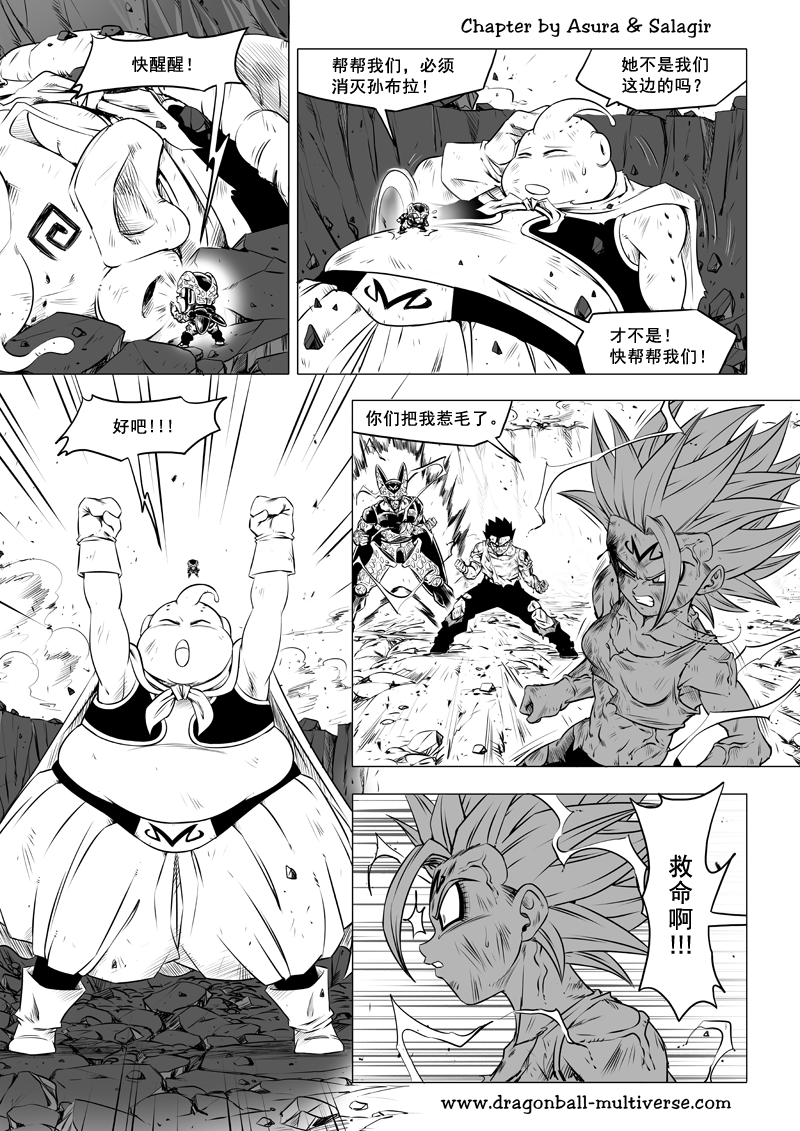 Chapter by Asura & Salagir
快醒醒！
帮帮我们，必须
消灭孙布拉！
她不是我们
这边的吗？
才不是！
快帮帮我们！
好吧!!!
你们把我惹毛了。
救命啊!!!
www.dragonball-multiverse.com